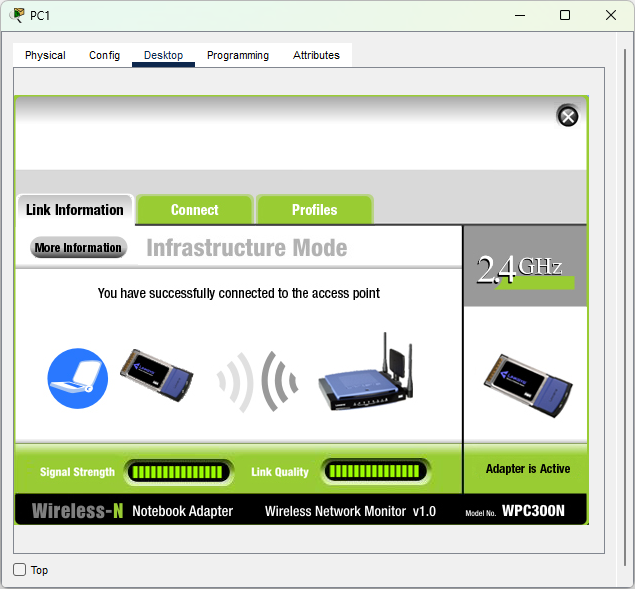 PC1
Physical Config Desktop Programming Attributes
Link Information Connect Profiles
More Information Infrastructure Mode
2.4GHz
You have successfully connected to the access point
Signal Strength Link Quality Adapter is Active
Wireless-N Notebook Adapter Wireless Network Monitor v1.0 Model No. WPC300N
Top